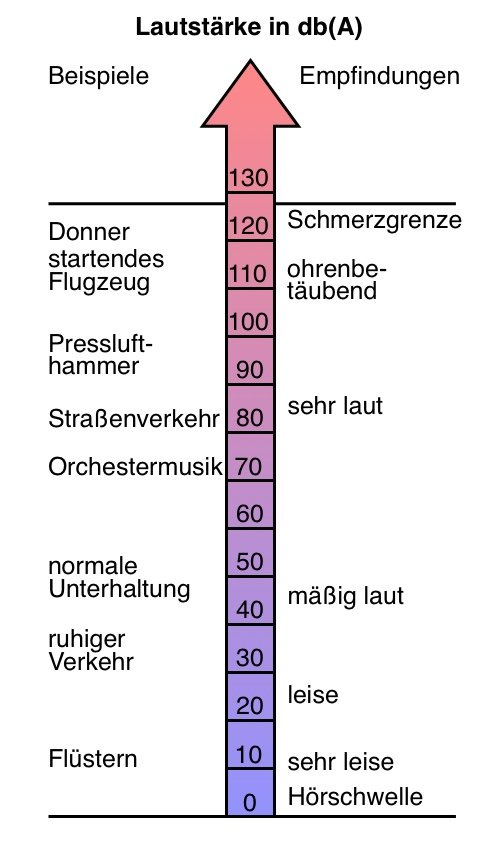 Lautstärke in db(A)
Beispiele
Empfindungen
130
120
Schmerzgrenze
Donner
startendes
Flugzeug
110
ohrenbe-
täubend
100
Pressluft-
hammer
90
sehr laut
Straßenverkehr
80
Orchestermusik
70
60
50
normale
Unterhaltung
40
mäßig laut
ruhiger
Verkehr
30
20
leise
10
Flüstern
sehr leise
0
Hörschwelle